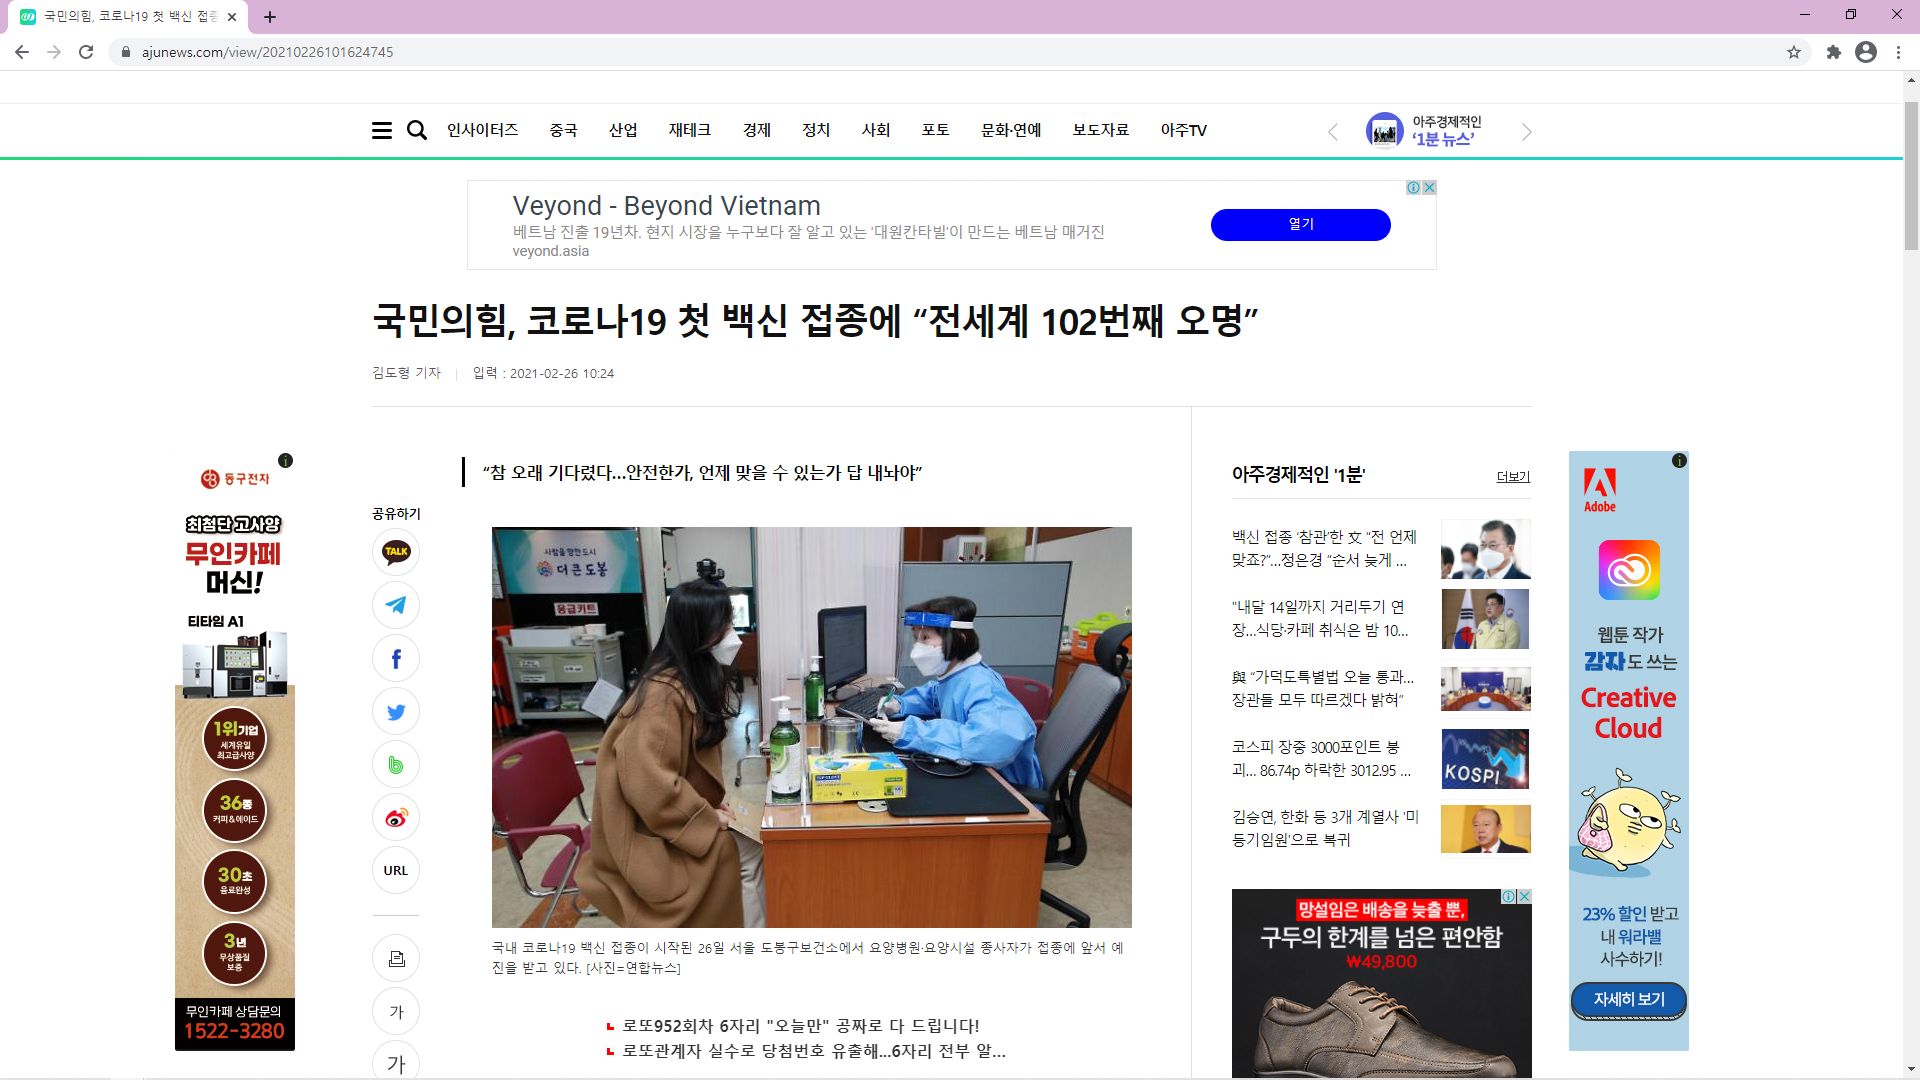 국민의힘, 코로나19 첫 백신 접종
ajunews.com/view/20210226101624745
인사이터즈 중국 산업 재테크 경제 정치 사회 포토 문화·연예 보도자료 아주TV
아주경제적인
‘1분 뉴스’
Veyond - Beyond Vietnam
베트남 진출 19년차. 현지 시장을 누구보다 잘 알고 있는 '대원칸타빌'이 만드는 베트남 매거진
veyond.asia
열기
국민의힘, 코로나19 첫 백신 접종에 “전세계 102번째 오명”
김도형 기자 | 입력 : 2021-02-26 10:24
“참 오래 기다렸다…안전한가, 언제 맞을 수 있는가 답 내놔야”
공유하기
TALK
URL
가
가
사람을 향한 도시
더 큰 도봉
응급키트
국내 코로나19 백신 접종이 시작된 26일 서울 도봉구보건소에서 요양병원·요양시설 종사자가 접종에 앞서 예
진을 받고 있다. [사진=연합뉴스]
로또952회차 6자리 "오늘만" 공짜로 다 드립니다!
로또관계자 실수로 당첨번호 유출해...6자리 전부 알...
아주경제적인 '1분'
더보기
백신 접종 ‘참관’한 文 “전 언제
맞죠?”…정은경 “순서 늦게 ...
"내달 14일까지 거리두기 연
장…식당·카페 취식은 밤 10...
與 “가덕도특별법 오늘 통과…
장관들 모두 따르겠다 밝혀”
코스피 장중 3000포인트 붕
괴... 86.74p 하락한 3012.95 ...
KOSPI
김승연, 한화 등 3개 계열사 '미
등기임원'으로 복귀
망설임은 배송을 늦출 뿐,
구두의 한계를 넘은 편안함
₩49,800
동구전자
최첨단 고사양
무인카페
머신!
티타임 A1
1위기업
세계유일
최고급사양
36종
커피&에이드
30초
음료완성
3년
무상품질
보증
무인카페 상담문의
1522-3280
Adobe
웹툰 작가
감자도 쓰는
Creative
Cloud
23% 할인 받고
내 워라밸
사수하기!
자세히 보기